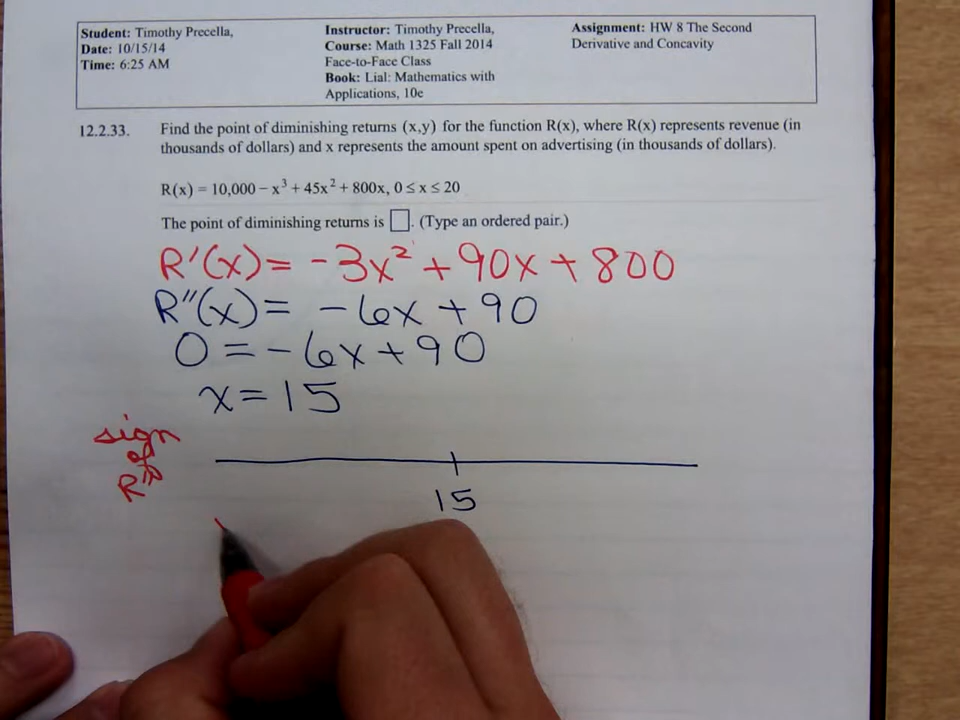 Student: Timothy Precella,
Date: 10/15/14
Time: 6:25 AM
Instructor: Timothy Precella,
Course: Math 1325 Fall 2014
Face-to-Face Class
Book: Lial: Mathematics with
Applications, 10e
Assignment: HW 8 The Second
Derivative and Concavity
12.2.33. Find the point of diminishing returns (x,y) for the function R(x), where R(x) represents revenue (in
thousands of dollars) and x represents the amount spent on advertising (in thousands of dollars).
R(x) = 10,000 − x³ + 45x² + 800x, 0 ≤ x ≤ 20
The point of diminishing returns is □. (Type an ordered pair.)
R'(x) = -3x² + 90x + 800
R''(x) = -6x + 90
0 = -6x + 90
x = 15
sign
of
R''
15